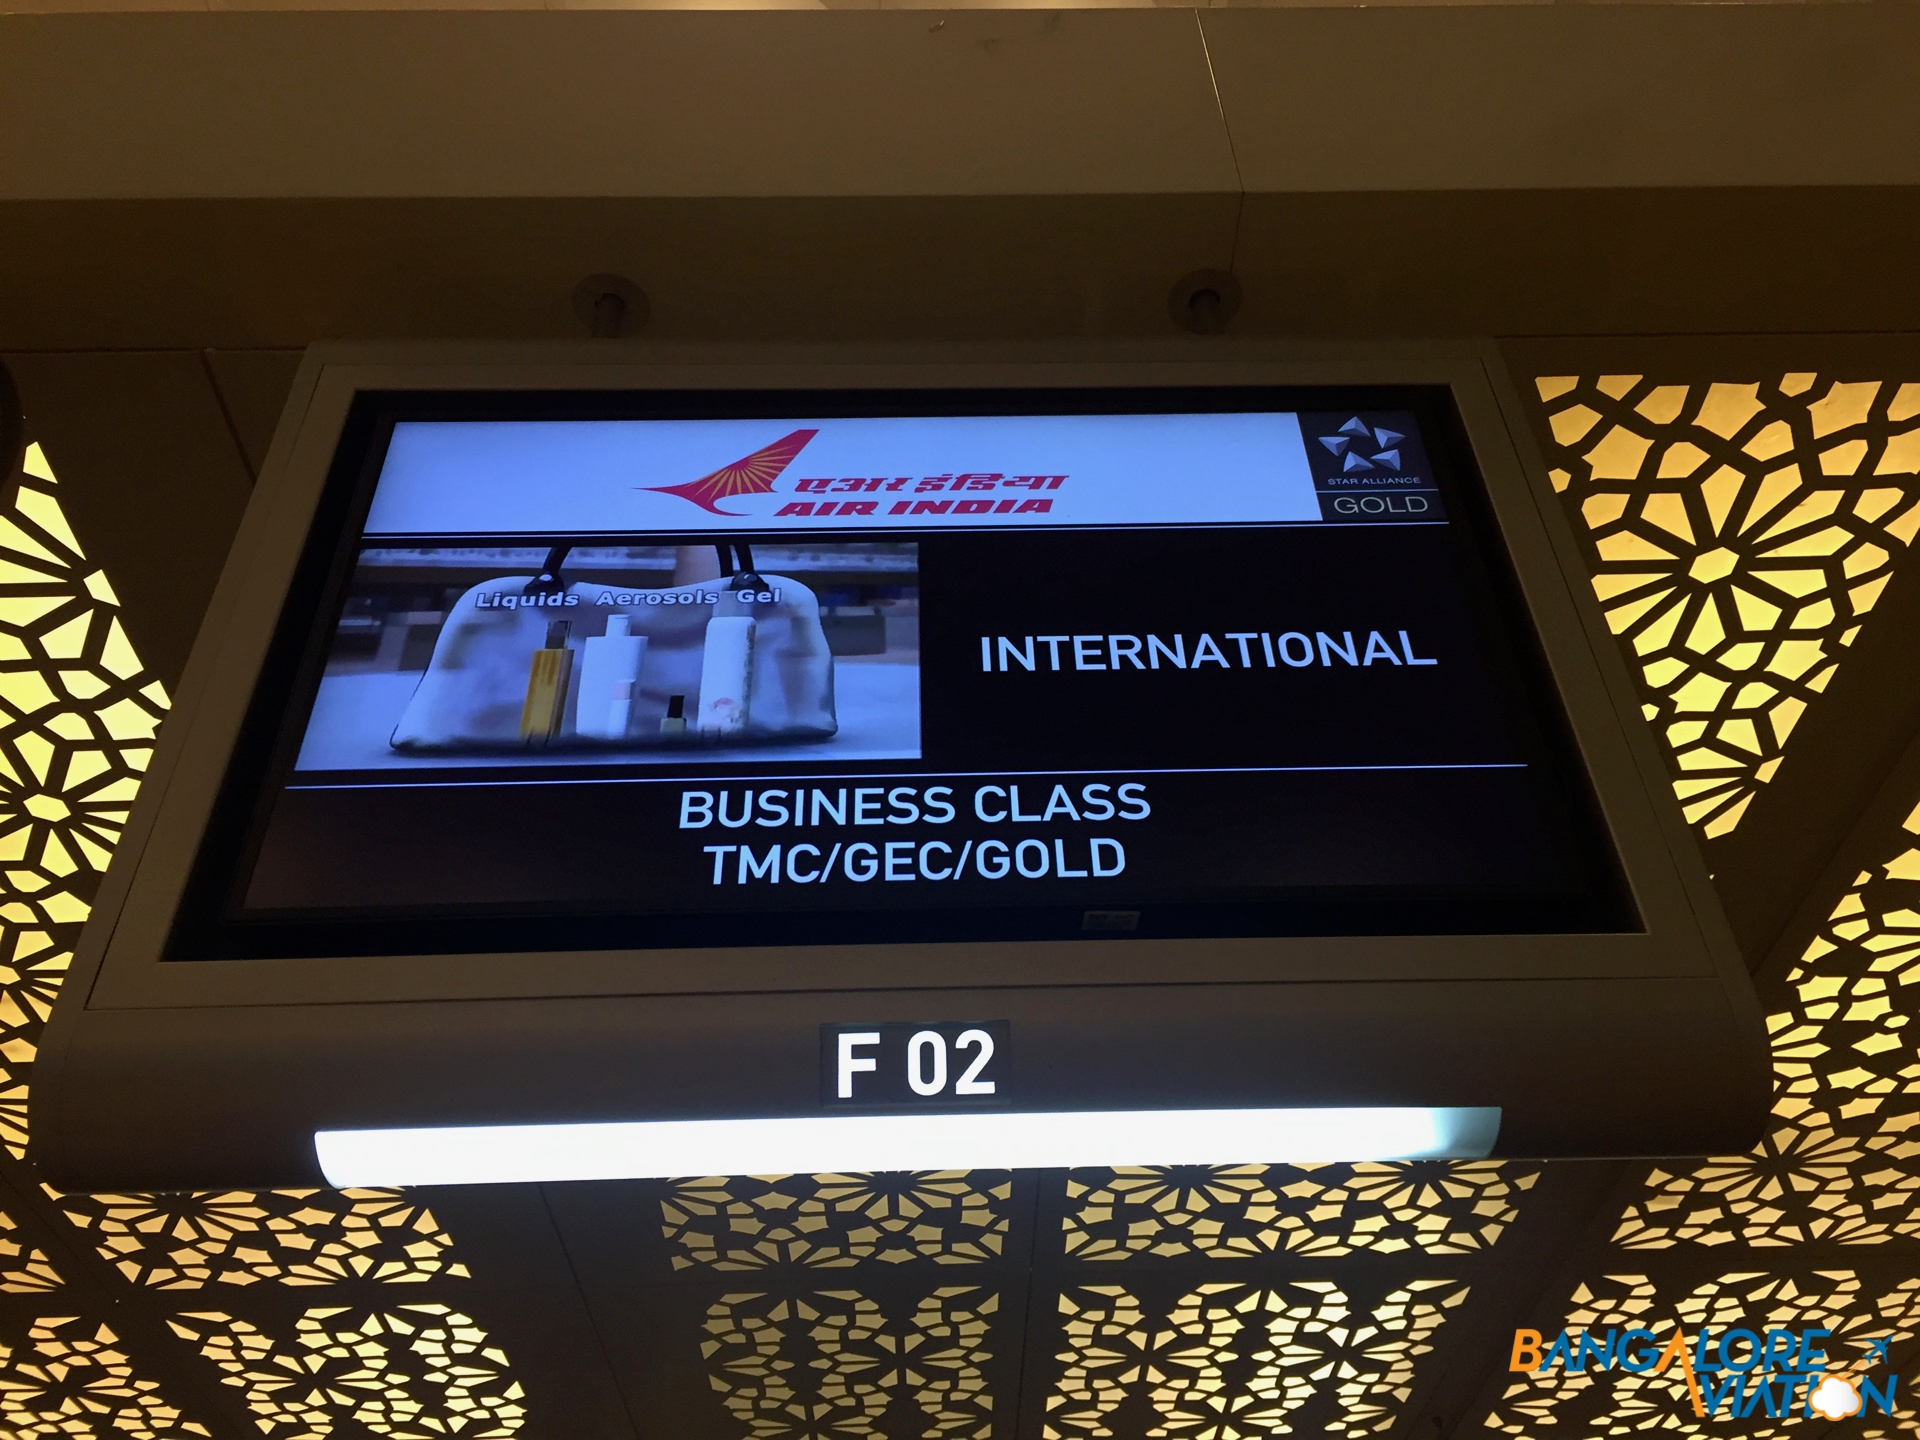 एअर इंडिया
AIR INDIA
STAR ALLIANCE
GOLD
Liquids Aerosols Gel
INTERNATIONAL
BUSINESS CLASS
TMC/GEC/GOLD
F 02
BANGALORE
AVIATION